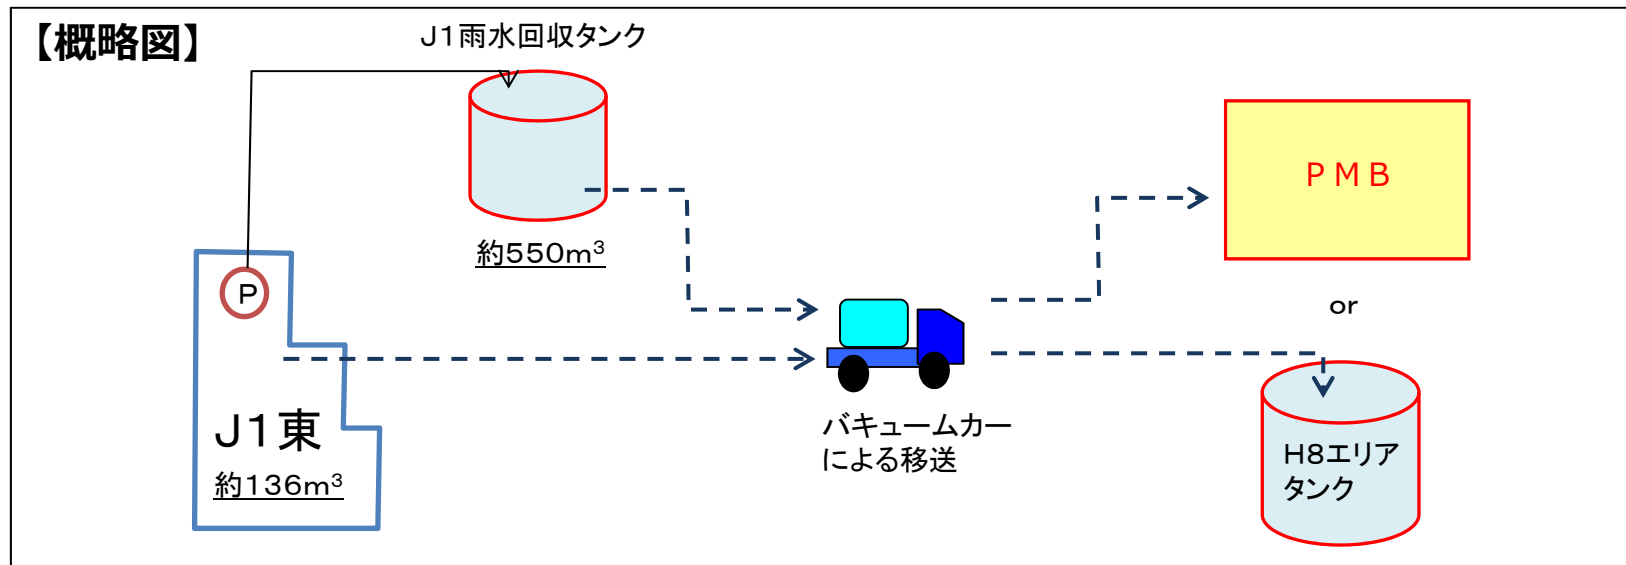 【概略図】
J1雨水回収タンク
約550m³
P
J1東
約136m³
バキュームカー
による移送
PMB
or
H8エリア
タンク